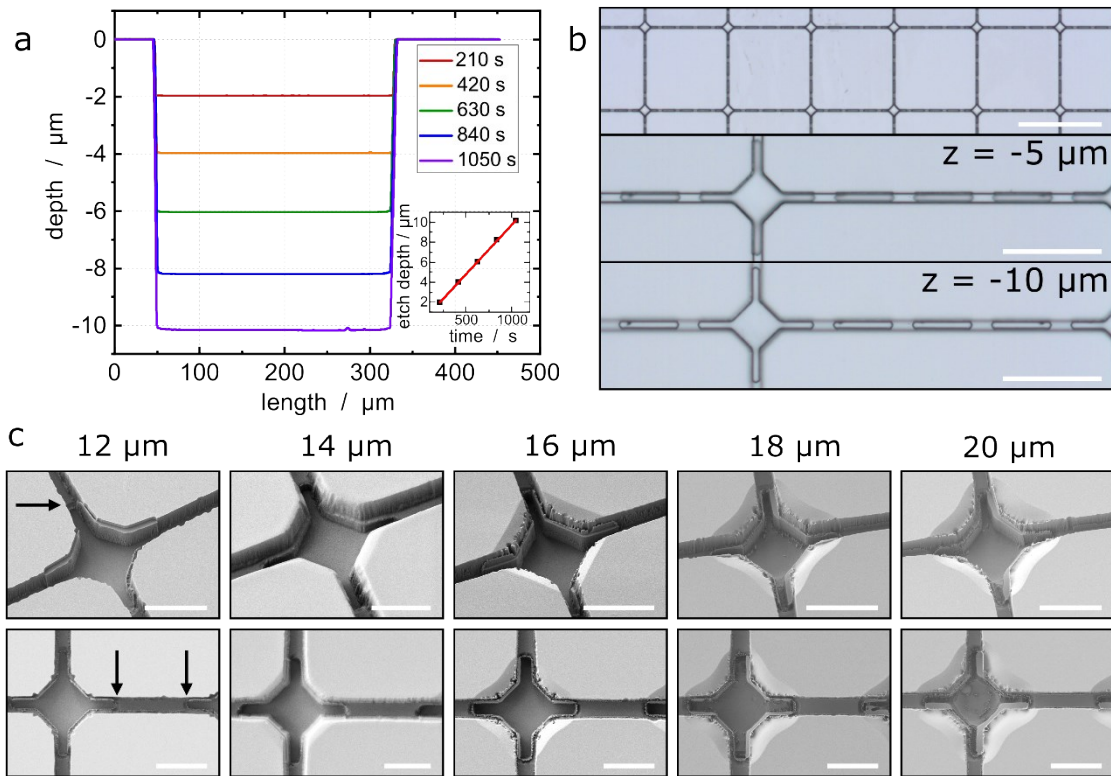 a
depth / µm
0
-2
-4
-6
-8
-10
210 s
420 s
630 s
840 s
1050 s
etch depth / µm
10
8
6
4
2
500 1000
time / s
0 100 200 300 400 500
length / µm
b
z = -5 µm
z = -10 µm
c
12 µm 14 µm 16 µm 18 µm 20 µm